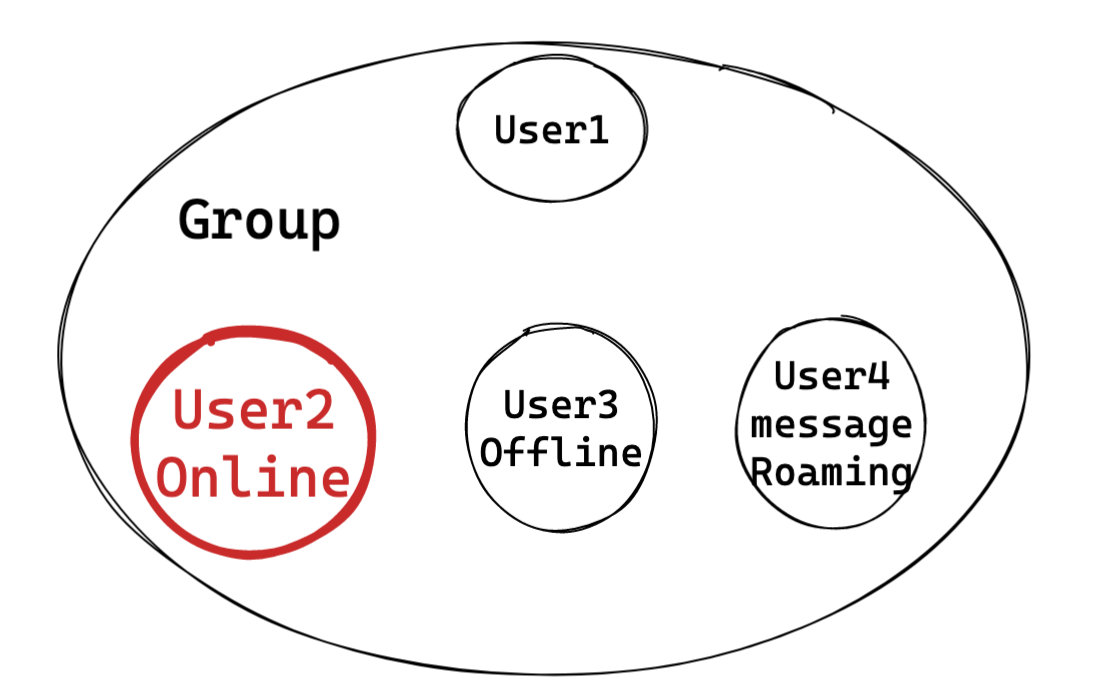 User1
Group
User2
Online
User3
Offline
User4
message
Roaming